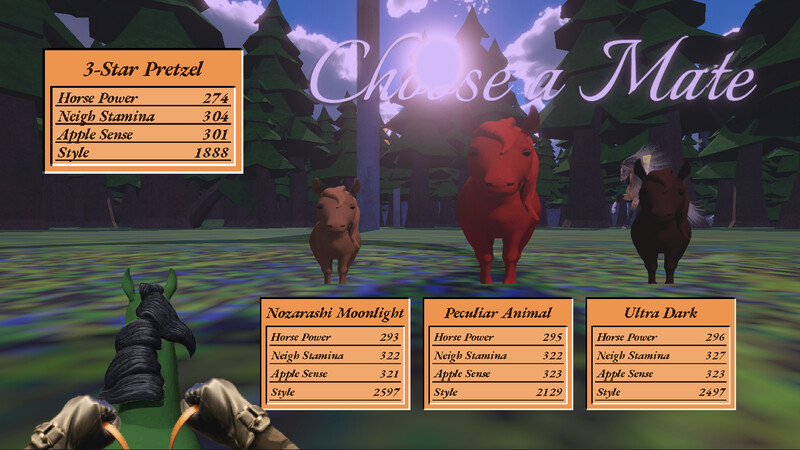 Choose a Mate
3-Star Pretzel
Horse Power 274
Neigh Stamina 304
Apple Sense 301
Style 1888
Nozarashi Moonlight
Horse Power 293
Neigh Stamina 322
Apple Sense 321
Style 2597
Peculiar Animal
Horse Power 295
Neigh Stamina 322
Apple Sense 323
Style 2129
Ultra Dark
Horse Power 296
Neigh Stamina 327
Apple Sense 323
Style 2497